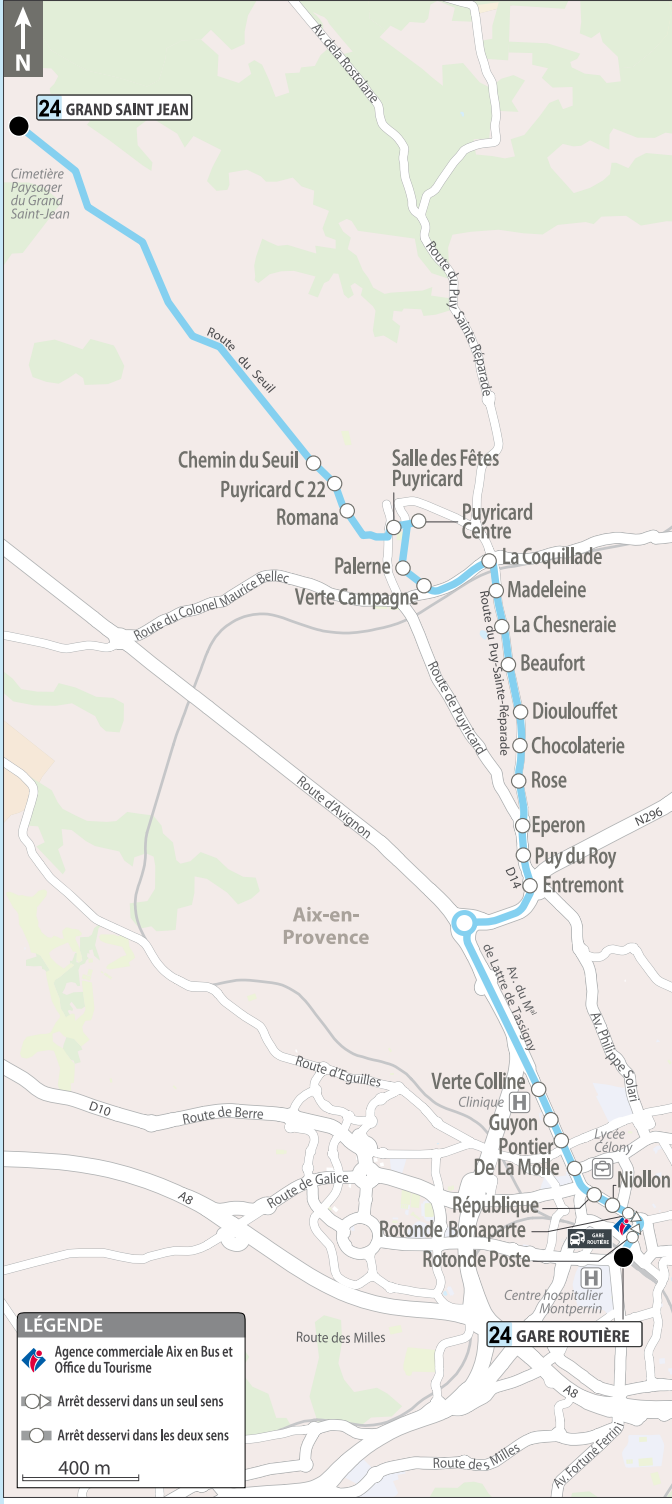 N
24 GRAND SAINT JEAN
Cimetière
Paysager
du Grand
Saint-Jean
Av. dela Rostolane
Route du Puy Sainte Réparade
Route du Seuil
Chemin du Seuil
Puyricard C 22
Romana
Salle des Fêtes
Puyricard
Puyricard
Centre
Palerne
Verte Campagne
La Coquillade
Madeleine
La Chesneraie
Beaufort
Dioulouffet
Chocolaterie
Rose
Eperon
Puy du Roy
Entremont
Route du Colonel Maurice Bellec
Route du Puy-Sainte-Réparade
Route de Puyricard
Route d'Avignon
N296
D14
Aix-en-
Provence
Av. du Mal
de Lattre de Tassigny
Av. Philippe Solari
Route d'Eguilles
D10
Route de Berre
Verte Colline
Clinique
H
Guyon
Pontier
De La Molle
Lycée
Célony
Niollon
République
Rotonde Bonaparte
GARE
ROUTIÈRE
Rotonde Poste
A8
Route de Galice
H
Centre hospitalier
Montperrin
24 GARE ROUTIÈRE
Route des Milles
A8
Route des Milles
Av. Fortuné Ferrini
LÉGENDE
Agence commerciale Aix en Bus et
Office du Tourisme
Arrêt desservi dans un seul sens
Arrêt desservi dans les deux sens
400 m